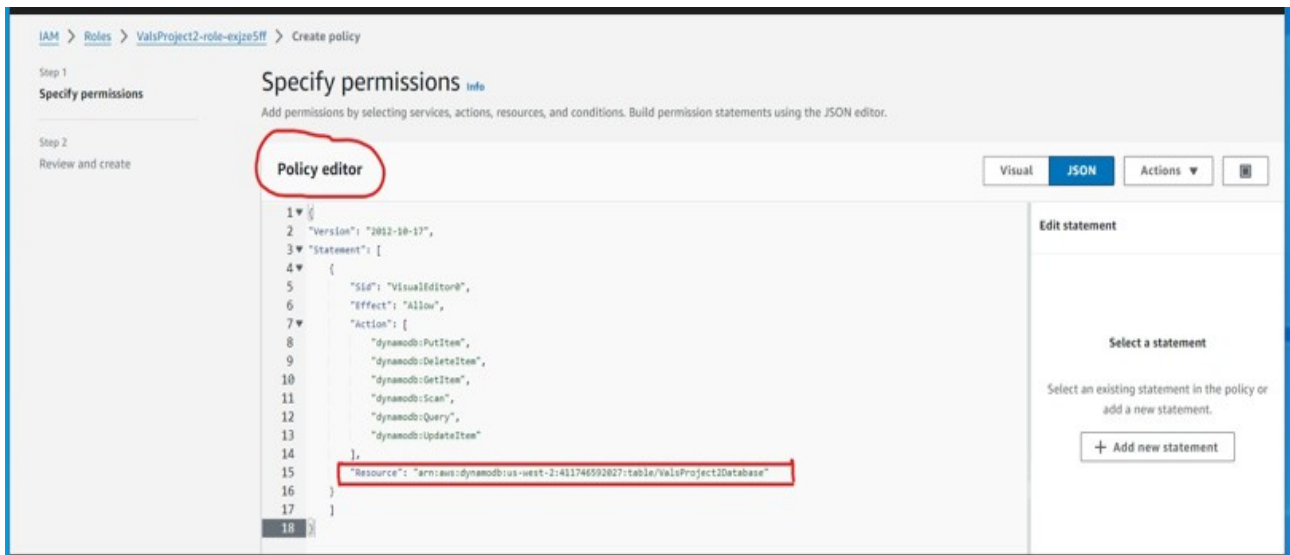 IAM > Roles > ValsProject2-role-exjze5ff > Create policy
Step 1
Specify permissions
Step 2
Review and create
Specify permissions Info
Add permissions by selecting services, actions, resources, and conditions. Build permission statements using the JSON editor.
Policy editor
Visual JSON Actions ▼
1▼ {
2 "Version": "2012-10-17",
3▼ "Statement": [
4▼ {
5 "Sid": "VisualEditor0",
6 "Effect": "Allow",
7▼ "Action": [
8 "dynamodb:PutItem",
9 "dynamodb:DeleteItem",
10 "dynamodb:GetItem",
11 "dynamodb:Scan",
12 "dynamodb:Query",
13 "dynamodb:UpdateItem"
14 ],
15 "Resource": "arn:aws:dynamodb:us-west-2:411746592027:table/ValsProject2Database"
16 }
17 ]
18 }
Edit statement
Select a statement
Select an existing statement in the policy or
add a new statement.
+ Add new statement